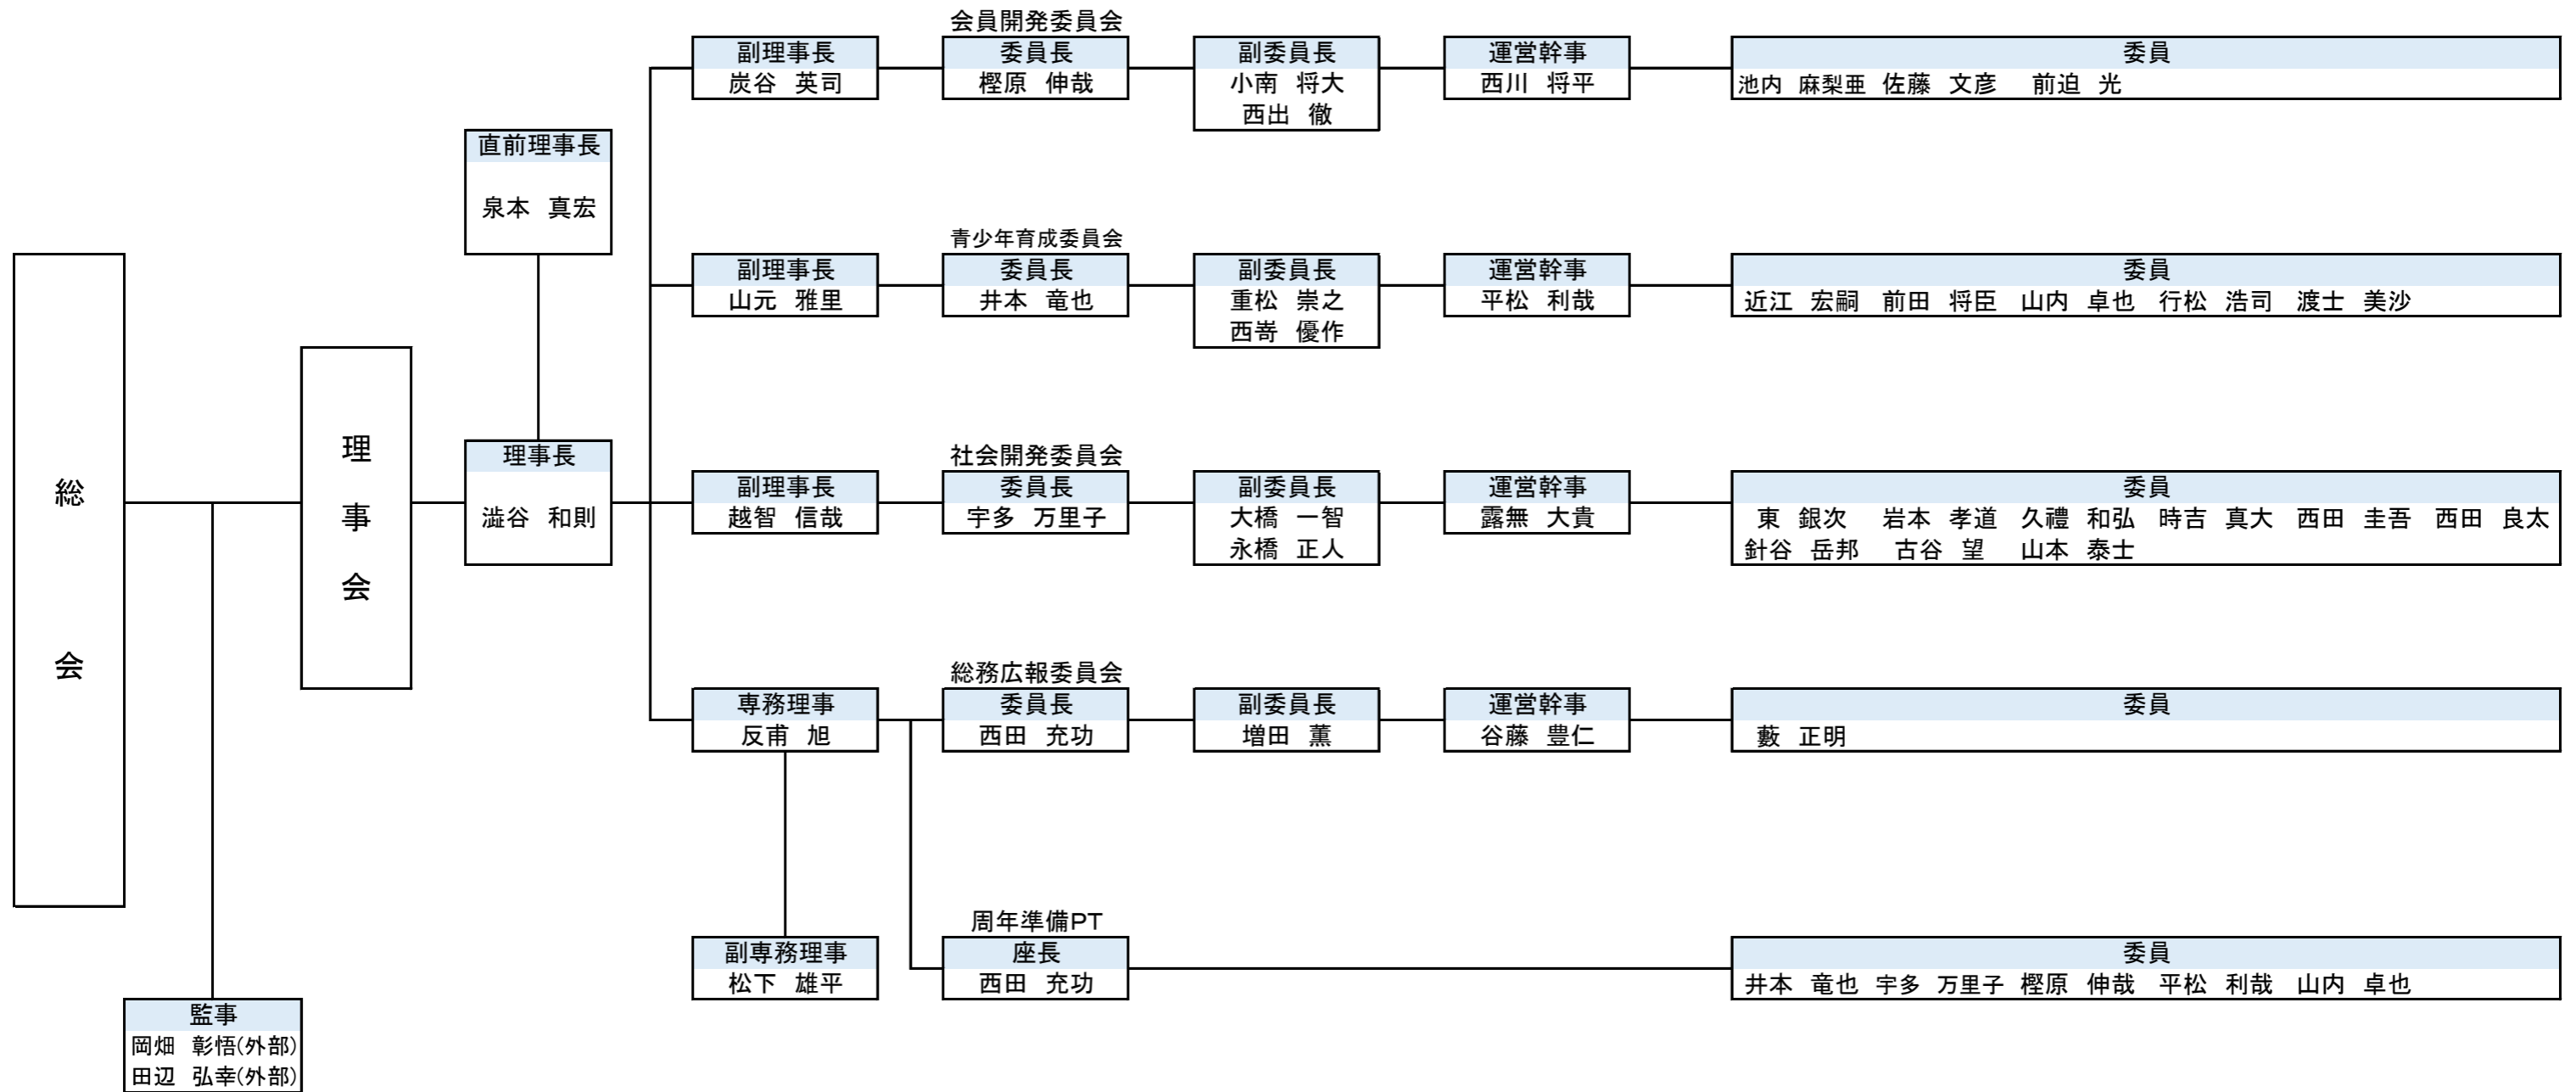 総会
理事会
監事
岡畑 彰悟(外部)
田辺 弘幸(外部)
直前理事長
泉本 真宏
理事長
澁谷 和則
会員開発委員会
副理事長
炭谷 英司
委員長
樫原 伸哉
副委員長
小南 将大
西出 徹
運営幹事
西川 将平
委員
池内 麻梨亜 佐藤 文彦 前迫 光
青少年育成委員会
副理事長
山元 雅里
委員長
井本 竜也
副委員長
重松 崇之
西嵜 優作
運営幹事
平松 利哉
委員
近江 宏嗣 前田 将臣 山内 卓也 行松 浩司 渡士 美沙
社会開発委員会
副理事長
越智 信哉
委員長
宇多 万里子
副委員長
大橋 一智
永橋 正人
運営幹事
露無 大貴
委員
東 銀次 岩本 孝道 久禮 和弘 時吉 真大 西田 圭吾 西田 良太
針谷 岳邦 古谷 望 山本 泰士
総務広報委員会
専務理事
反甫 旭
委員長
西田 充功
副委員長
増田 薫
運営幹事
谷藤 豊仁
委員
藪 正明
副専務理事
松下 雄平
周年準備PT
座長
西田 充功
委員
井本 竜也 宇多 万里子 樫原 伸哉 平松 利哉 山内 卓也